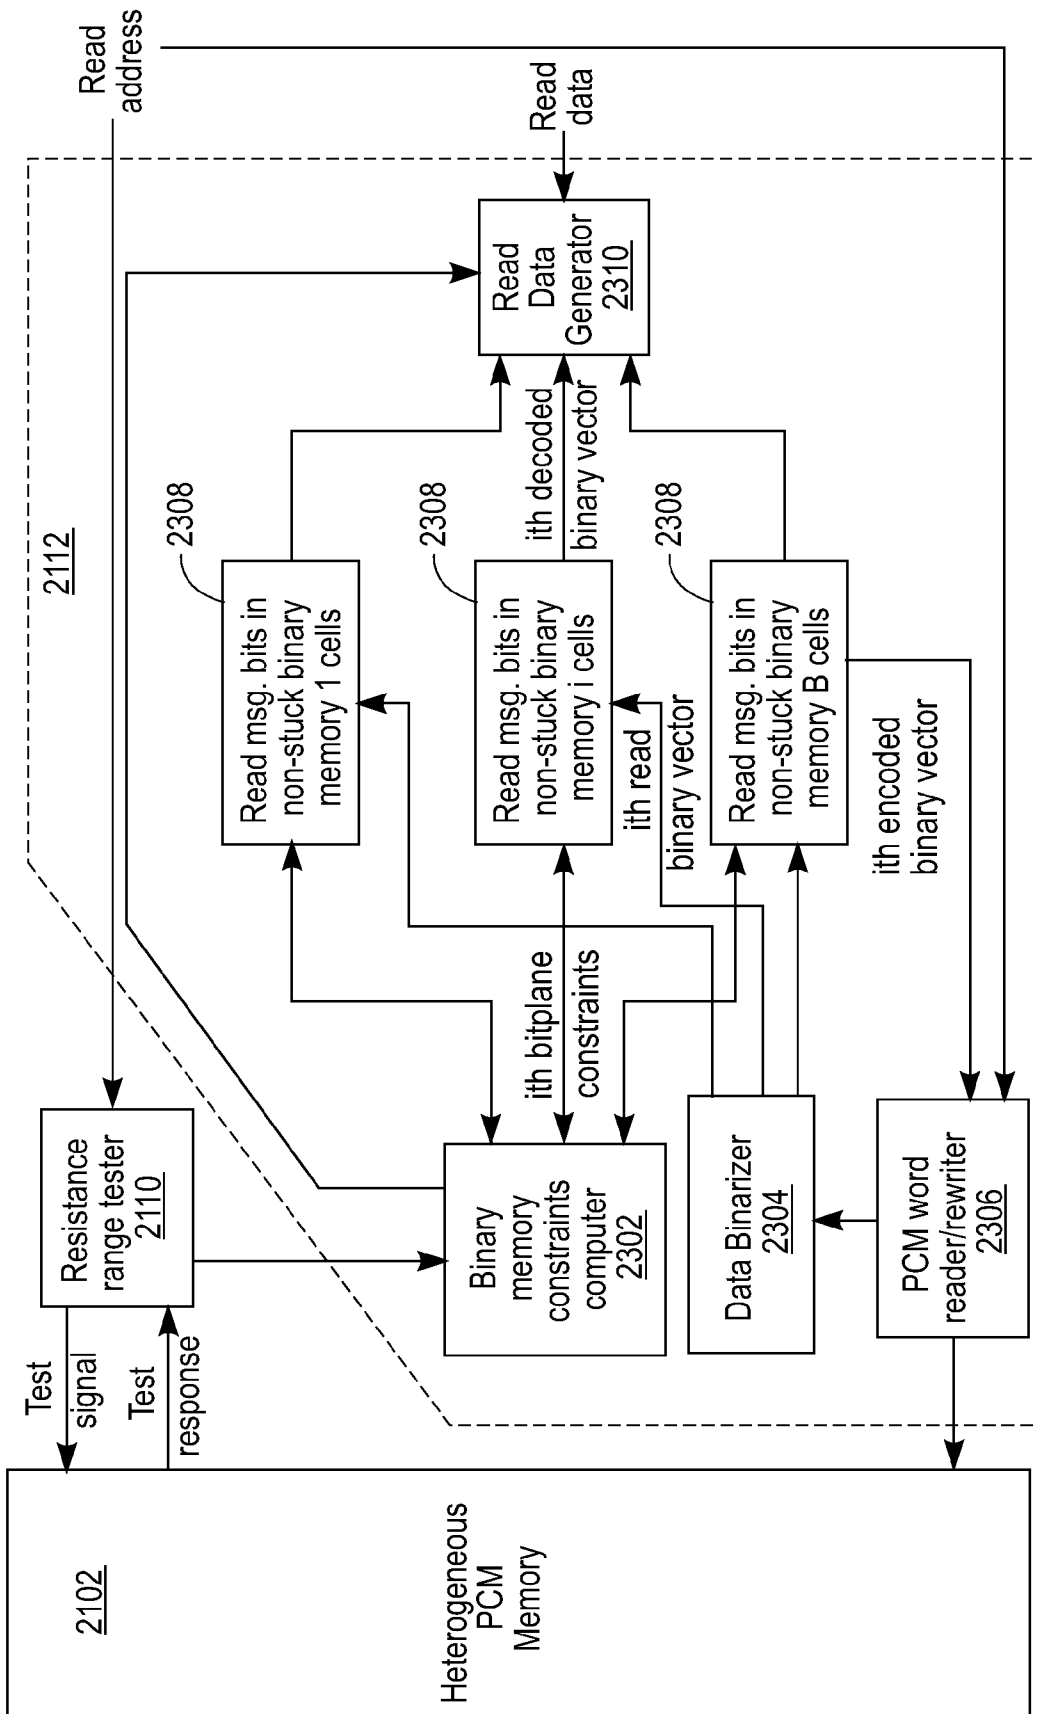 2102
Heterogeneous
PCM
Memory
Test
signal
Test
response
Resistance
range tester
2110
Read
address
2112
Binary
memory
constraints
computer
2302
Data Binarizer
2304
PCM word
reader/rewriter
2306
ith bitplane
constraints
Read msg. bits in
non-stuck binary
memory 1 cells
2308
Read msg. bits in
non-stuck binary
memory i cells
2308
ith read
binary vector
Read msg. bits in
non-stuck binary
memory B cells
2308
ith encoded
binary vector
ith decoded
binary vector
Read
Data
Generator
2310
Read
data